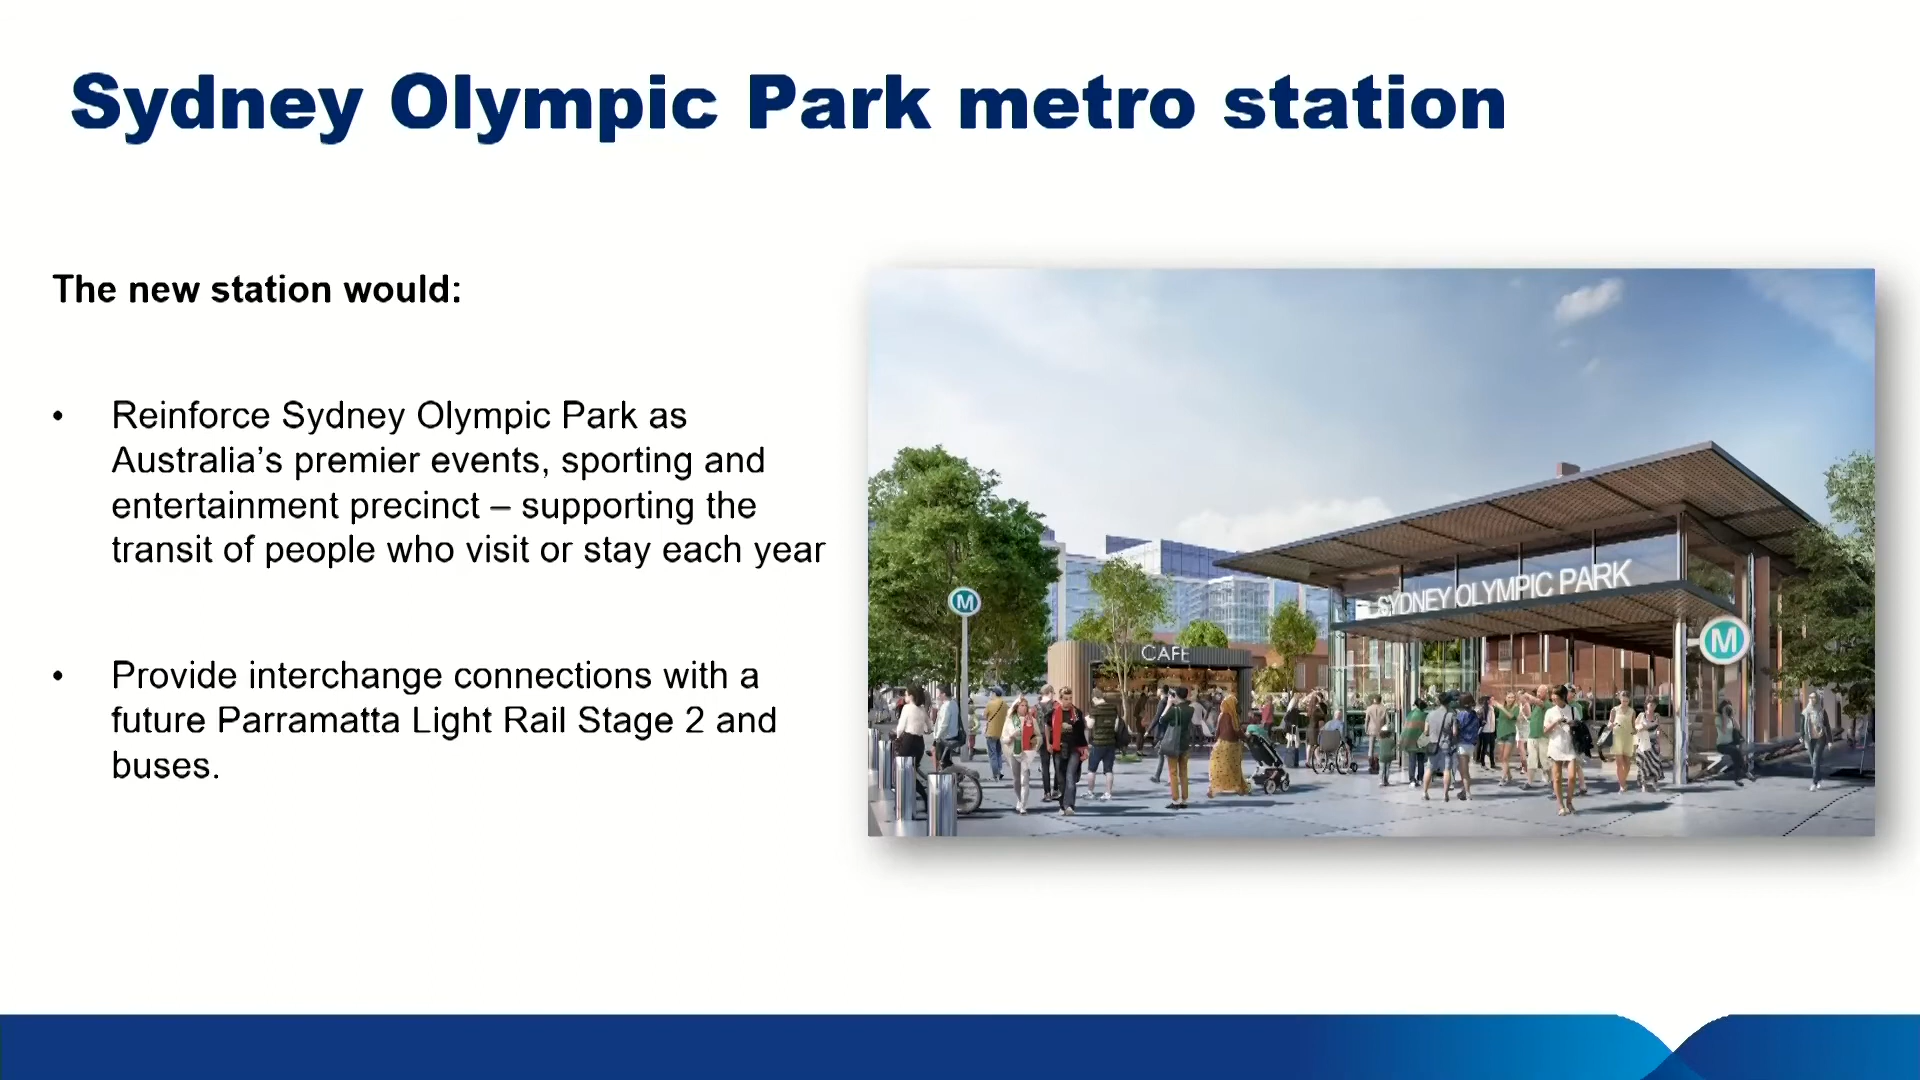 Sydney Olympic Park metro station
The new station would:
• Reinforce Sydney Olympic Park as
Australia’s premier events, sporting and
entertainment precinct – supporting the
transit of people who visit or stay each year
• Provide interchange connections with a
future Parramatta Light Rail Stage 2 and
buses.
SYDNEY OLYMPIC PARK
M
CAFE
M